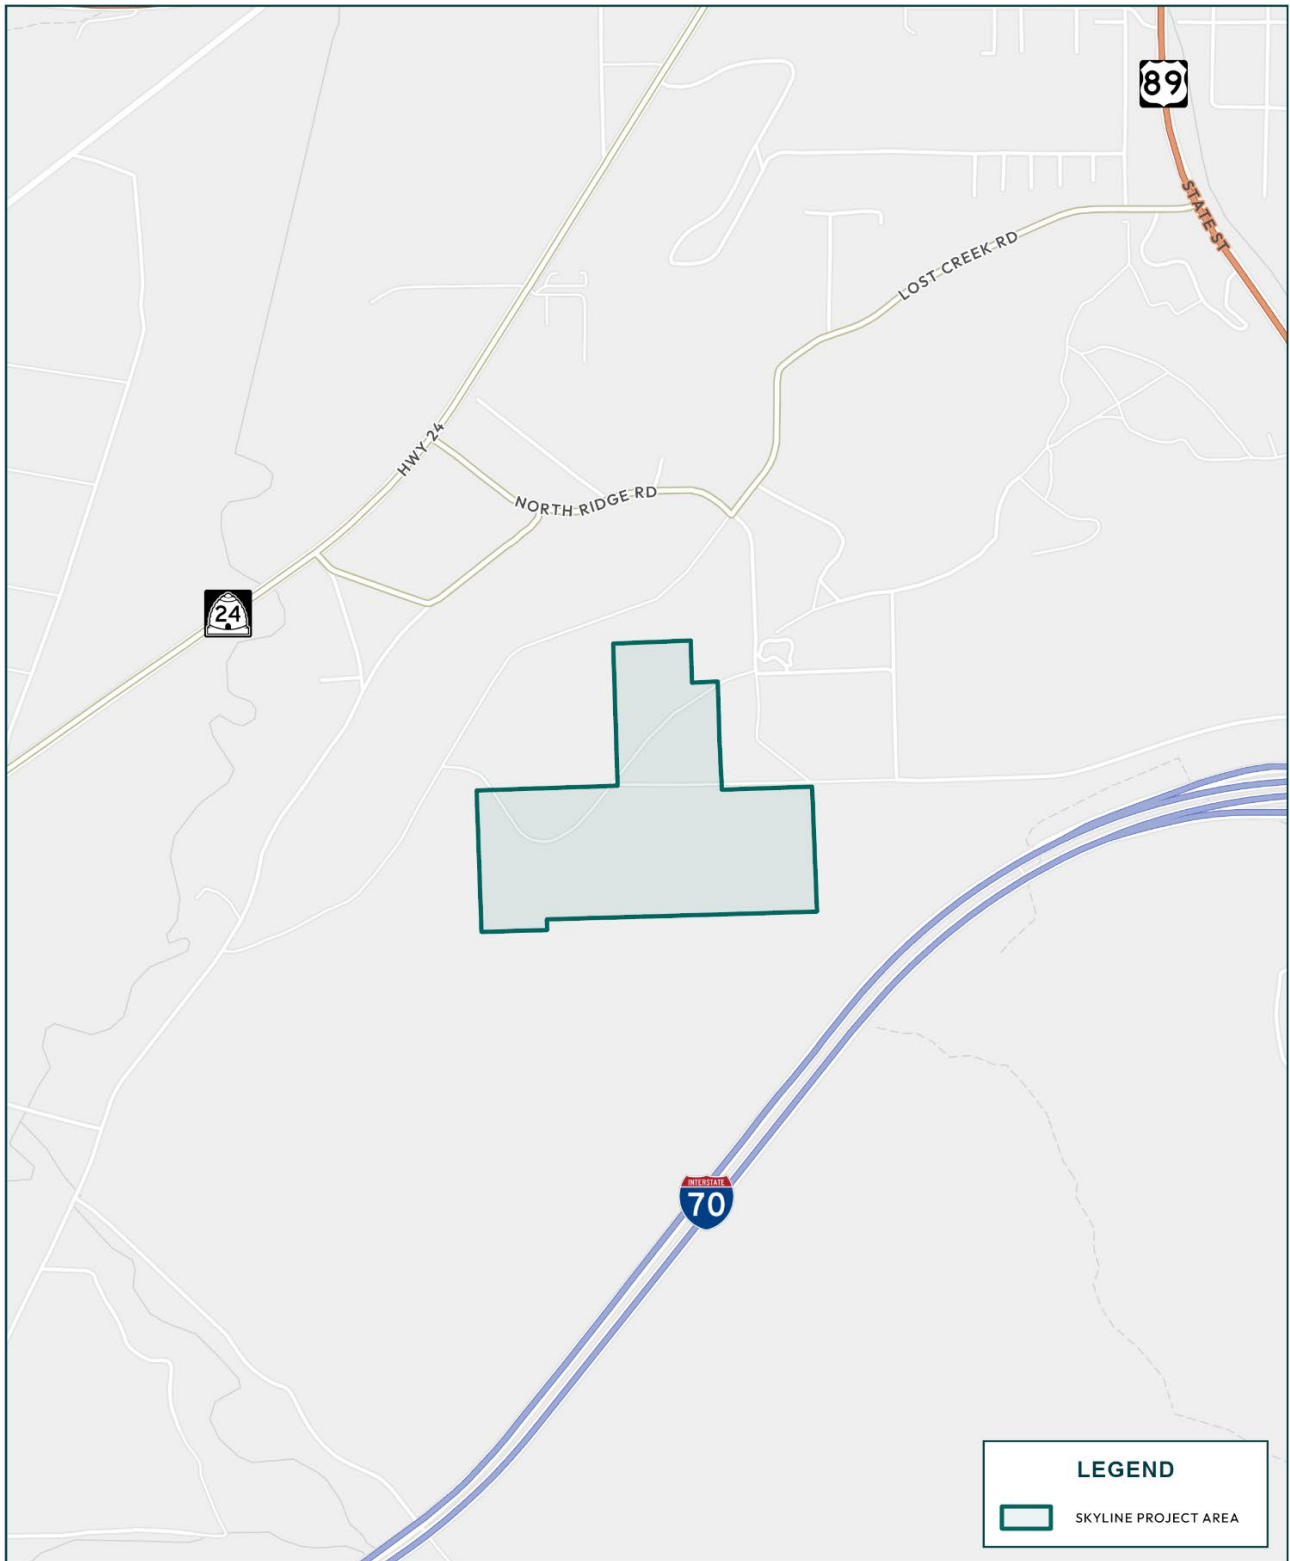 89
STATE ST
LOST CREEK RD
HWY 24
NORTH RIDGE RD
24
INTERSTATE
70
LEGEND
SKYLINE PROJECT AREA